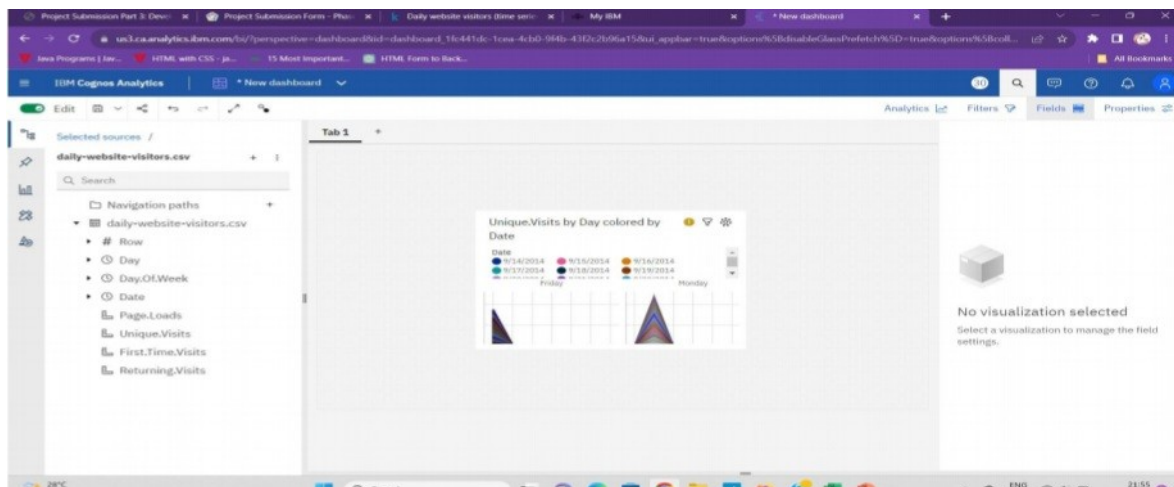 Project Submission Part 3: Devel
Project Submission Form - Phas
Daily website visitors (time serie
My IBM
* New dashboard
us3.ca.analytics.ibm.com/bi/?perspective=dashboard&id=dashboard_1fc441dc-1cea-4cb0-9f4b-43f2c2b96a15&ui_appbar=true&options%5BdisableGlassPrefetch%5D=true&options%5Bcoll...
Java Programs | Jav...
HTML with CSS - ja...
15 Most Important...
HTML Form to Back...
All Bookmarks
IBM Cognos Analytics
* New dashboard
30
Edit
Analytics
Filters
Fields
Properties
Selected sources /
daily-website-visitors.csv
Search
Navigation paths
daily-website-visitors.csv
# Row
Day
Day.Of.Week
Date
Page.Loads
Unique.Visits
First.Time.Visits
Returning.Visits
Tab 1
Unique.Visits by Day colored by
Date
Date
9/14/2014 9/15/2014 9/16/2014
9/17/2014 9/18/2014 9/19/2014
Friday Monday
No visualization selected
Select a visualization to manage the field
settings.
28°C
ENG
21:55